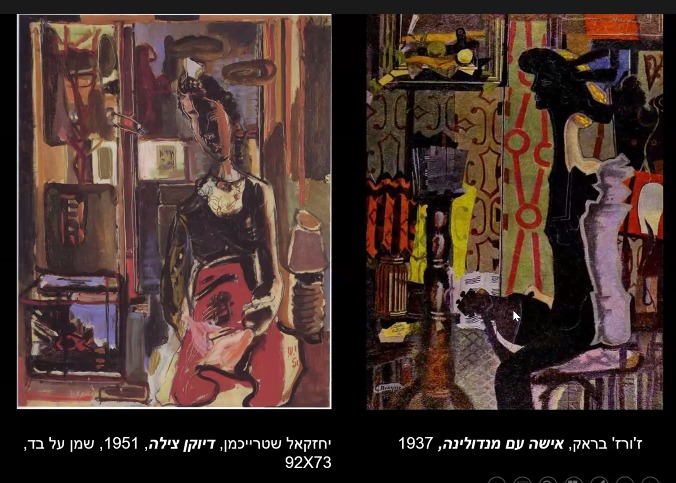 ז'ורז' בראק, אישה עם מנדולינה, 1937
יחזקאל שטרייכמן, דיוקן צילה, 1951, שמן על בד,
92X73